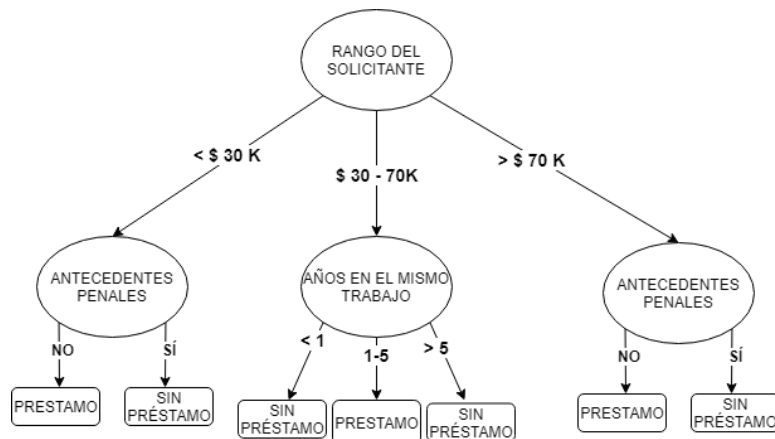 RANGO DEL
SOLICITANTE
< $ 30 K
$ 30 - 70K
> $ 70 K
ANTECEDENTES
PENALES
AÑOS EN EL MISMO
TRABAJO
ANTECEDENTES
PENALES
NO
SÍ
< 1
1-5
> 5
NO
SÍ
PRESTAMO
SIN
PRÉSTAMO
SIN
PRÉSTAMO
PRESTAMO
SIN
PRÉSTAMO
PRESTAMO
SIN
PRÉSTAMO